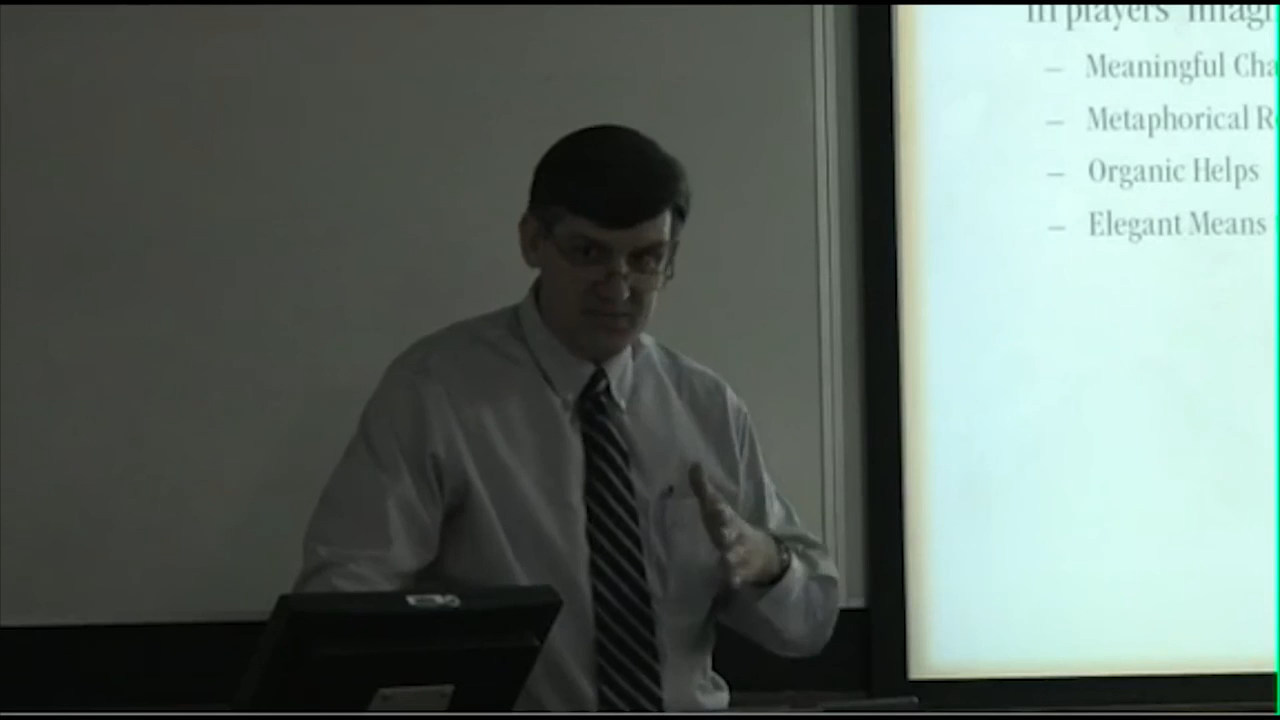 in players' imagi
– Meaningful Cha
– Metaphorical R
– Organic Helps
– Elegant Means